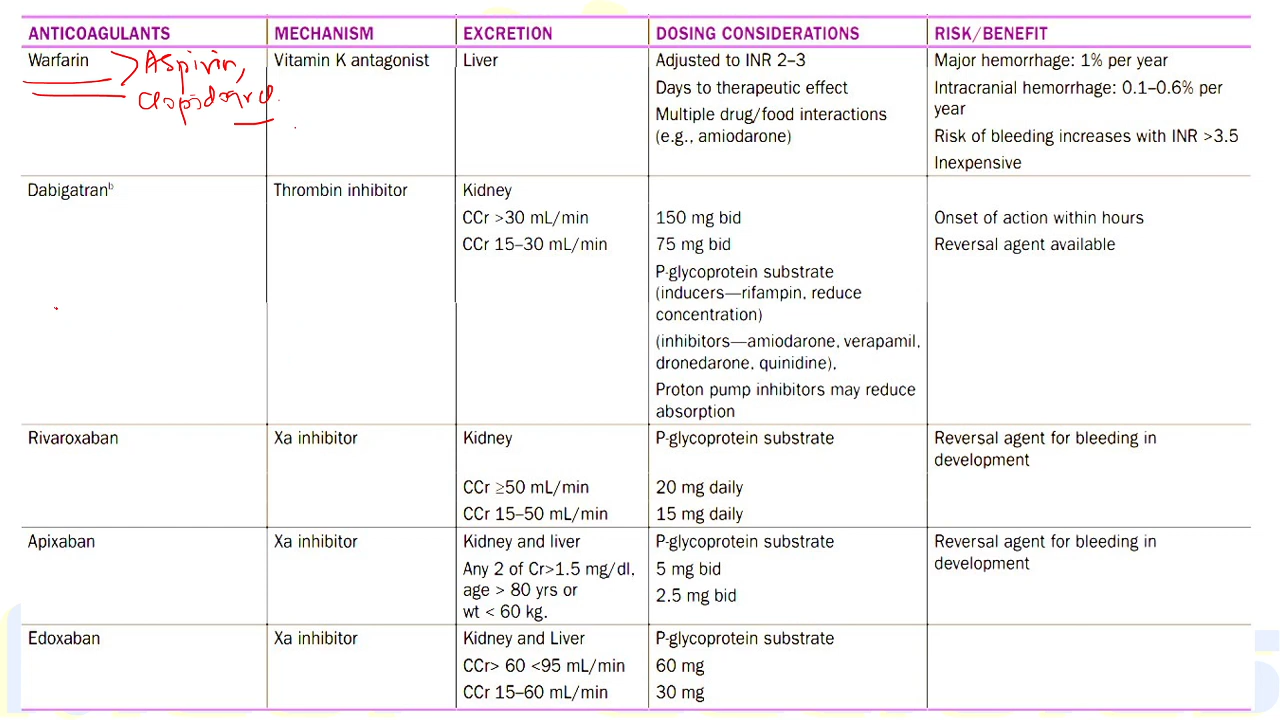 ANTICOAGULANTS MECHANISM EXCRETION DOSING CONSIDERATIONS RISK/BENEFIT
Warfarin > Aspirin, Vitamin K antagonist Liver Adjusted to INR 2–3 Major hemorrhage: 1% per year
Days to therapeutic effect Intracranial hemorrhage: 0.1–0.6% per
year
Multiple drug/food interactions
(e.g., amiodarone) Risk of bleeding increases with INR >3.5
Inexpensive
Dabigatranᵇ Thrombin inhibitor Kidney
CCr >30 mL/min 150 mg bid Onset of action within hours
CCr 15–30 mL/min 75 mg bid Reversal agent available
P-glycoprotein substrate
(inducers—rifampin, reduce
concentration)
(inhibitors—amiodarone, verapamil,
dronedarone, quinidine),
Proton pump inhibitors may reduce
absorption
Rivaroxaban Xa inhibitor Kidney P-glycoprotein substrate Reversal agent for bleeding in
development
CCr ≥50 mL/min 20 mg daily
CCr 15–50 mL/min 15 mg daily
Apixaban Xa inhibitor Kidney and liver P-glycoprotein substrate Reversal agent for bleeding in
development
Any 2 of Cr>1.5 mg/dl, 5 mg bid
age > 80 yrs or 2.5 mg bid
wt < 60 kg.
Edoxaban Xa inhibitor Kidney and Liver P-glycoprotein substrate
CCr> 60 <95 mL/min 60 mg
CCr 15–60 mL/min 30 mg